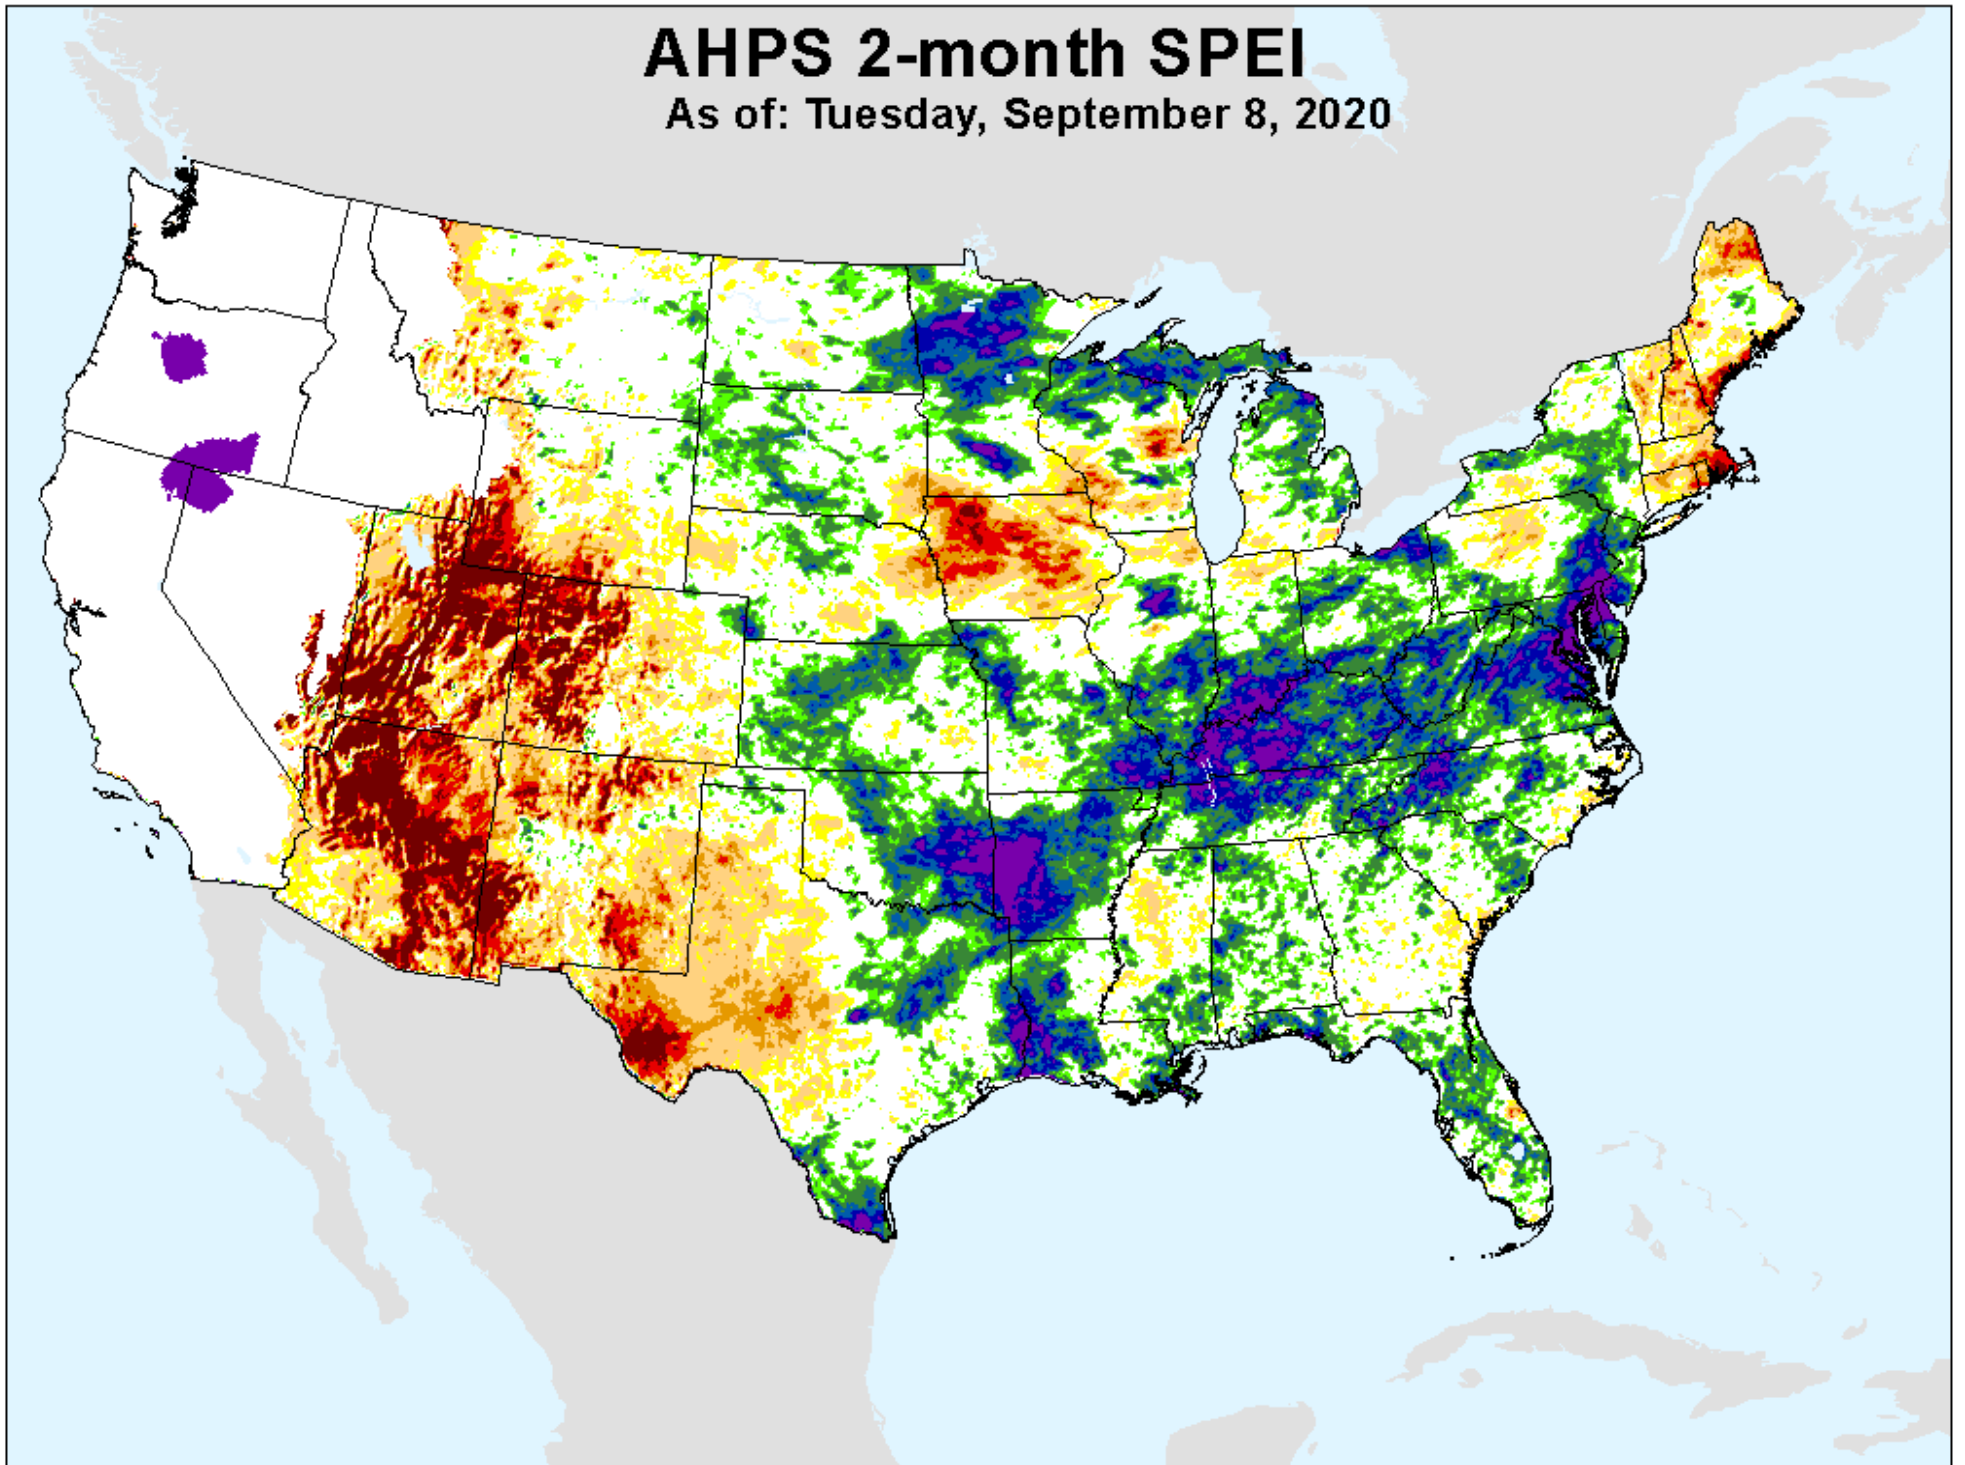 AHPS 2-month SPEI
As of: Tuesday, September 8, 2020